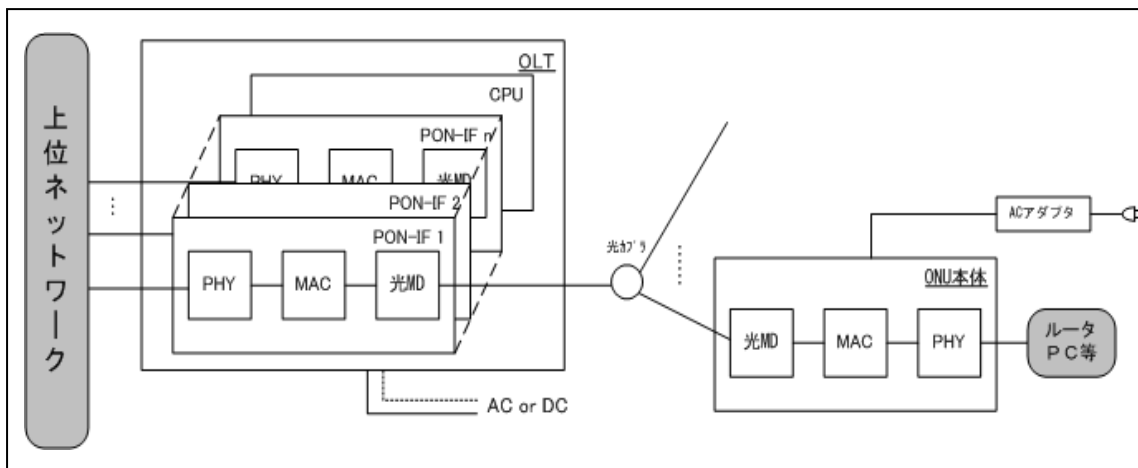 上位ネットワーク
OLT
CPU
PON-IF n
PHY
MAC
光MD
PON-IF 2
PON-IF 1
PHY
MAC
光MD
AC or DC
光ｶﾌﾟﾗ
ACアダプタ
ONU本体
光MD
MAC
PHY
ルータ
ＰＣ等